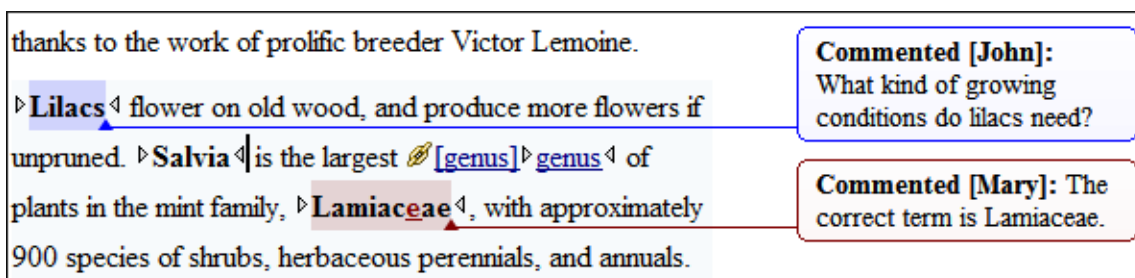 thanks to the work of prolific breeder Victor Lemoine.
Lilacs flower on old wood, and produce more flowers if
unpruned. Salvia is the largest [genus] genus of
plants in the mint family, Lamiaceae, with approximately
900 species of shrubs, herbaceous perennials, and annuals.
Commented [John]:
What kind of growing
conditions do lilacs need?
Commented [Mary]: The
correct term is Lamiaceae.